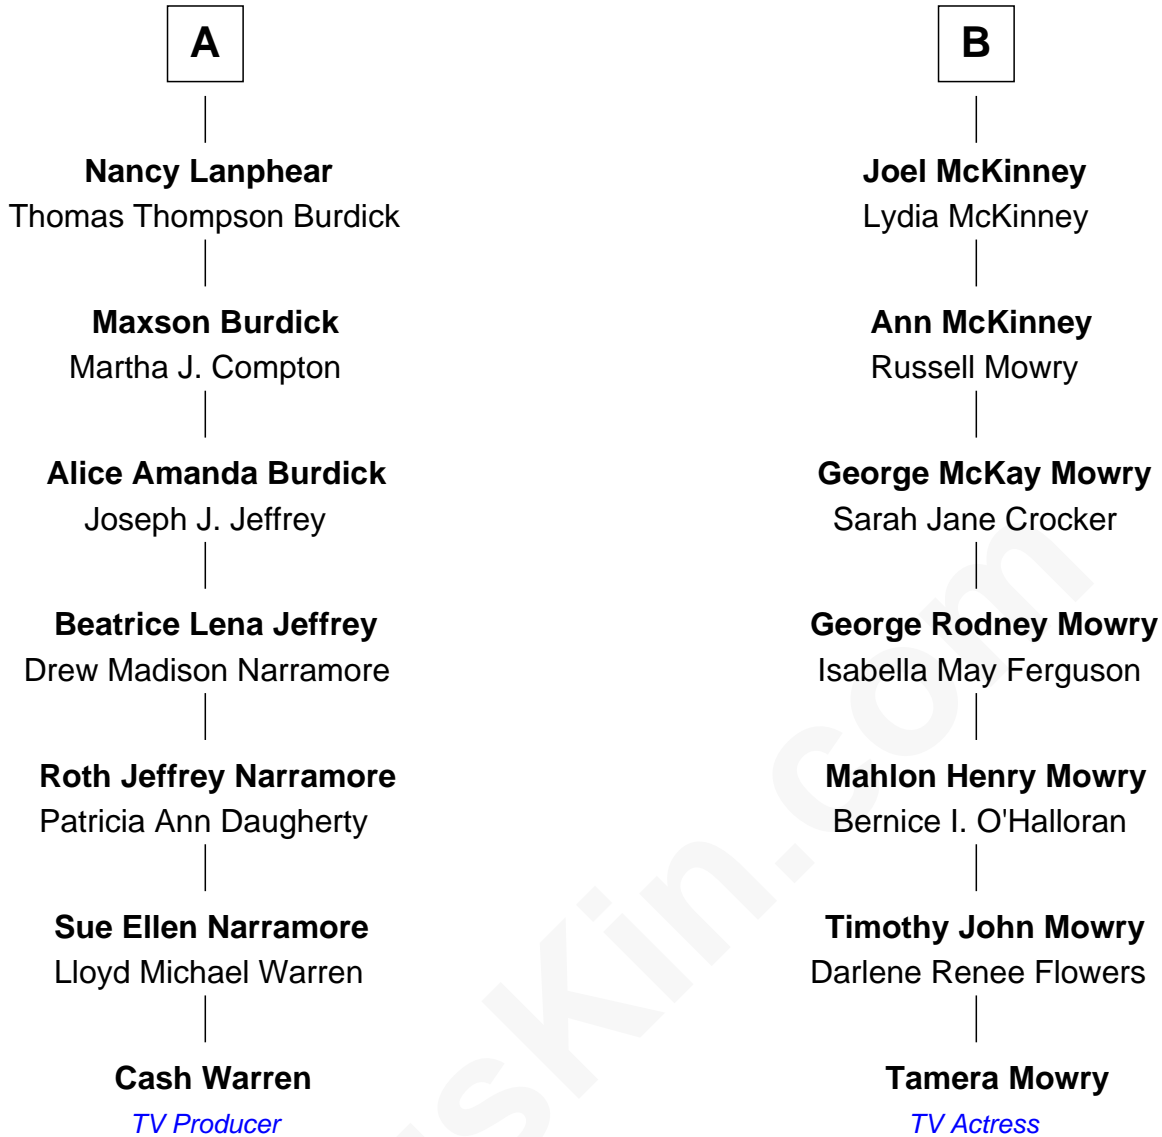 A
B
Nancy Lanphear
Thomas Thompson Burdick
Joel McKinney
Lydia McKinney
Maxson Burdick
Martha J. Compton
Ann McKinney
Russell Mowry
Alice Amanda Burdick
Joseph J. Jeffrey
George McKay Mowry
Sarah Jane Crocker
Beatrice Lena Jeffrey
Drew Madison Narramore
George Rodney Mowry
Isabella May Ferguson
Roth Jeffrey Narramore
Patricia Ann Daugherty
Mahlon Henry Mowry
Bernice I. O'Halloran
Sue Ellen Narramore
Lloyd Michael Warren
Timothy John Mowry
Darlene Renee Flowers
Cash Warren
TV Producer
Tamera Mowry
TV Actress
sKin.com